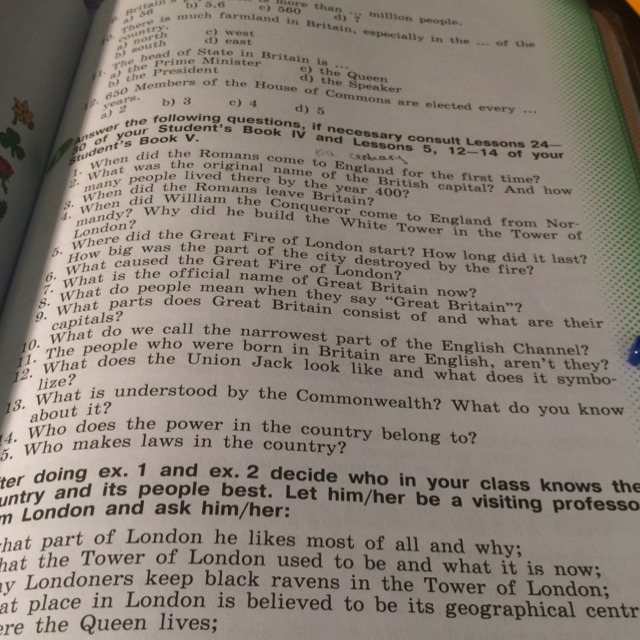 9. Britain's is more than ... million people.
a) 56 b) 5,6 c) 560 d) 7
10. There is much farmland in Britain, especially in the ... of the
country.
a) north c) west
b) south d) east
11. The head of State in Britain is ...
a) the Prime Minister c) the Queen
b) the President d) the Speaker
12. 650 Members of the House of Commons are elected every ...
years.
a) 2 b) 3 c) 4 d) 5
Answer the following questions, if necessary consult Lessons 24—
30 of your Student's Book IV and Lessons 5, 12—14 of your
Student's Book V.
1. When did the Romans come to England for the first time?
2. What was the original name of the British capital? And how
many people lived there by the year 400?
3. When did the Romans leave Britain?
4. When did William the Conqueror come to England from Nor-
mandy? Why did he build the White Tower in the Tower of
London?
5. Where did the Great Fire of London start? How long did it last?
How big was the part of the city destroyed by the fire?
6. What caused the Great Fire of London?
7. What is the official name of Great Britain now?
8. What do people mean when they say “Great Britain”?
9. What parts does Great Britain consist of and what are their
capitals?
10. What do we call the narrowest part of the English Channel?
11. The people who were born in Britain are English, aren't they?
12. What does the Union Jack look like and what does it symbo-
lize?
13. What is understood by the Commonwealth? What do you know
about it?
14. Who does the power in the country belong to?
5. Who makes laws in the country?
ter doing ex. 1 and ex. 2 decide who in your class knows the
untry and its people best. Let him/her be a visiting professo
m London and ask him/her:
hat part of London he likes most of all and why;
hat the Tower of London used to be and what it is now;
y Londoners keep black ravens in the Tower of London;
at place in London is believed to be its geographical centr
ere the Queen lives;